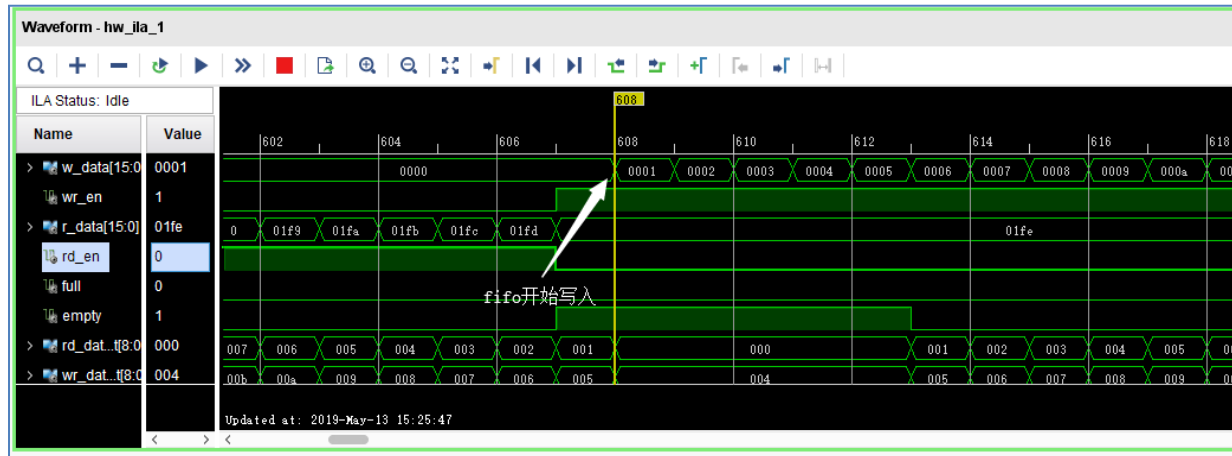 Waveform - hw_ila_1
ILA Status: Idle
Name Value
608
602 604 606 608 610 612 614 616 618
w_data[15:0 0001 0000 0001 0002 0003 0004 0005 0006 0007 0008 0009 000a 00
wr_en 1
r_data[15:0] 01fe 0 01f9 01fa 01fb 01fc 01fd 01fe
rd_en 0
full 0
fifo开始写入
empty 1
rd_dat...t[8:0 000 007 006 005 004 003 002 001 000 001 002 003 004 005 0
wr_dat...t[8:0 004 00b 00a 009 008 007 006 005 004 005 006 007 008 009 0
Updated at: 2019-May-13 15:25:47